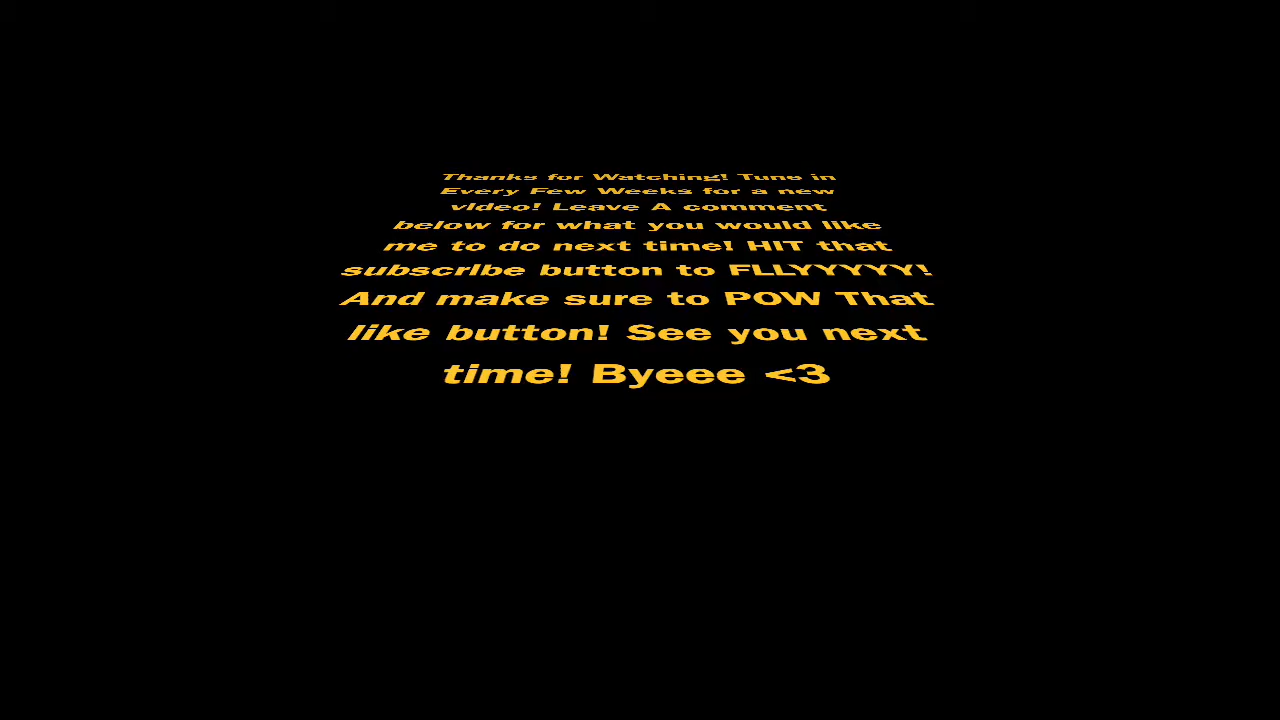 Thanks for Watching! Tune in
Every Few Weeks for a new
video! Leave A comment
below for what you would like
me to do next time! HIT that
subscribe button to FLLYYYYY!
And make sure to POW That
like button! See you next
time! Byeee <3